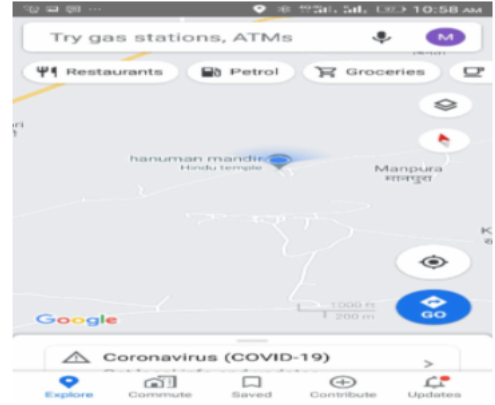 10:58 AM
Try gas stations, ATMs
M
Restaurants
Petrol
Groceries
hanuman mandir
Hindu temple
Manpura
मानपुरा
K
1000 ft
200 m
GO
Google
Coronavirus (COVID-19)
Explore
Commute
Saved
Contribute
Updates